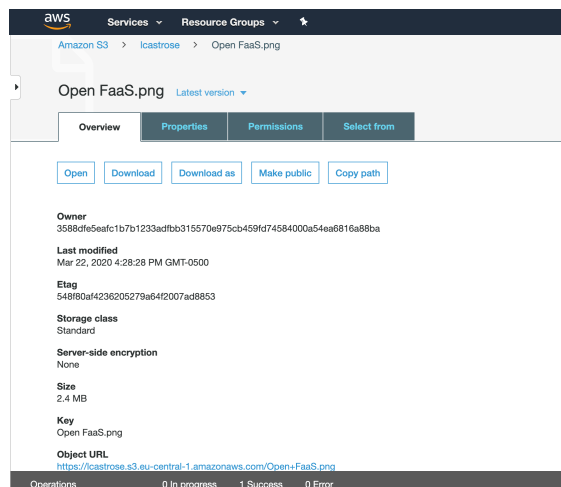 aws Services Resource Groups
Amazon S3 > lcastrose > Open FaaS.png
Open FaaS.png Latest version
Overview Properties Permissions Select from
Open Download Download as Make public Copy path
Owner
3588dfe5eafc1b7b1233adfbb315570e975cb459fd74584000a54ea6816a88ba
Last modified
Mar 22, 2020 4:28:28 PM GMT-0500
Etag
548f80af4236205279a64f2007ad8853
Storage class
Standard
Server-side encryption
None
Size
2.4 MB
Key
Open FaaS.png
Object URL
https://lcastrose.s3.eu-central-1.amazonaws.com/Open+FaaS.png
Operations 0 In progress 1 Success 0 Error